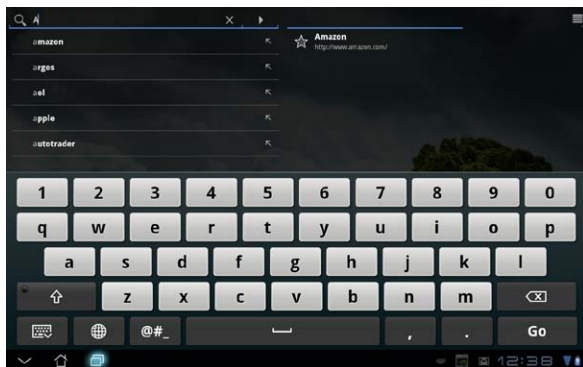 A
amazon
argos
aol
apple
autotrader
Amazon
http://www.amazon.com/
1 2 3 4 5 6 7 8 9 0
q w e r t y u i o p
a s d f g h j k l
z x c v b n m
@#_ , . Go
12:38